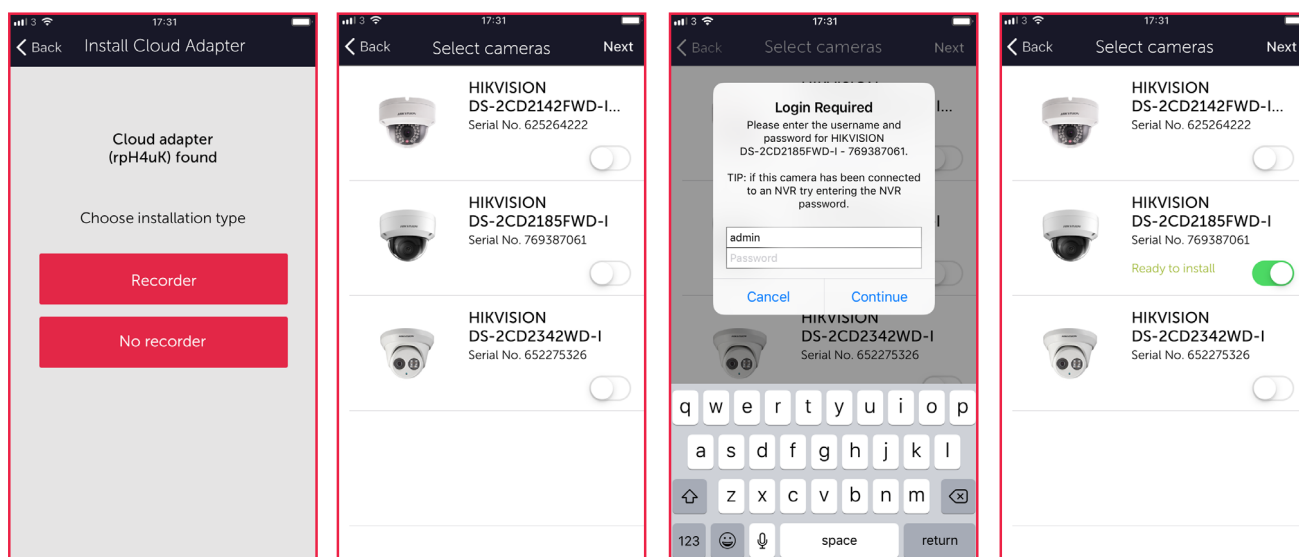 3 17:31
Back Install Cloud Adapter
Cloud adapter
(rpH4uK) found
Choose installation type
Recorder
No recorder
3 17:31
Back Select cameras Next
HIKVISION
DS-2CD2142FWD-I...
Serial No. 625264222
HIKVISION
DS-2CD2185FWD-I
Serial No. 769387061
HIKVISION
DS-2CD2342WD-I
Serial No. 652275326
3 17:31
Back Select cameras Next
I...
Login Required
Please enter the username and
password for HIKVISION
DS-2CD2185FWD-I - 769387061.
TIP: if this camera has been connected
to an NVR try entering the NVR
password.
admin
Password
Cancel Continue
HIKVISION
DS-2CD2342WD-I
Serial No. 652275326
q w e r t y u i o p
a s d f g h j k l
z x c v b n m
123 space return
3 17:31
Back Select cameras Next
HIKVISION
DS-2CD2142FWD-I...
Serial No. 625264222
HIKVISION
DS-2CD2185FWD-I
Serial No. 769387061
Ready to install
HIKVISION
DS-2CD2342WD-I
Serial No. 652275326